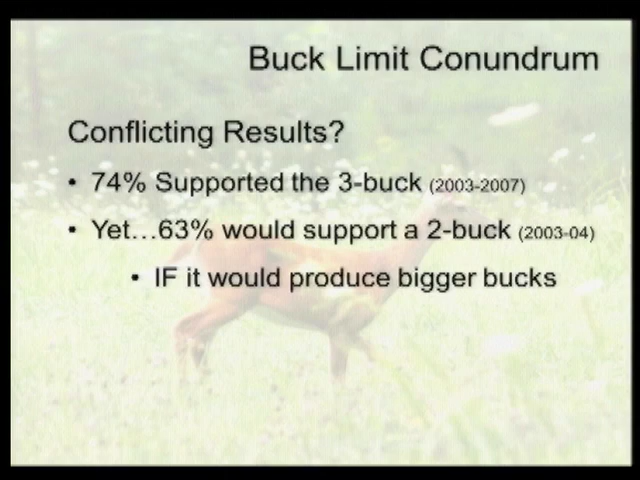 Buck Limit Conundrum
Conflicting Results?
• 74% Supported the 3-buck (2003-2007)
• Yet…63% would support a 2-buck (2003-04)
• IF it would produce bigger bucks